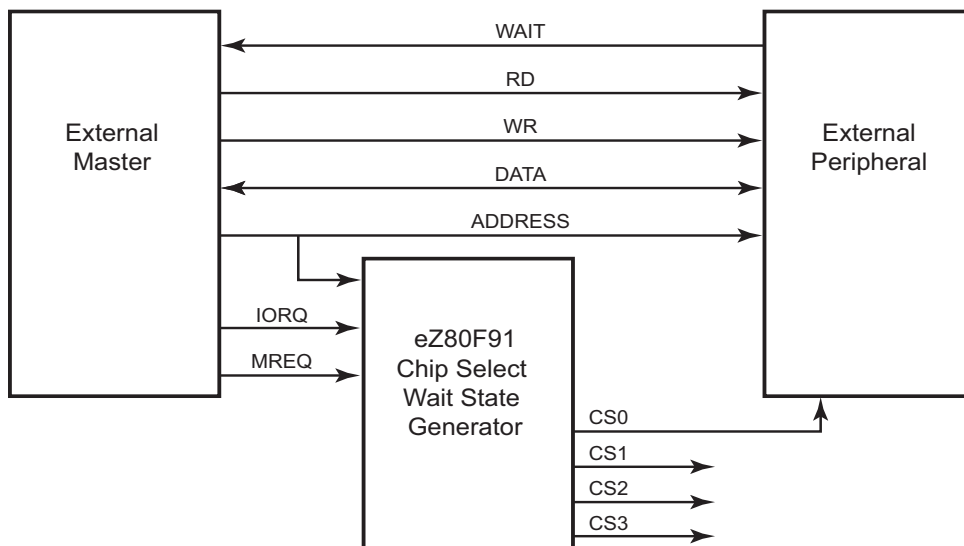 WAIT
RD
WR
DATA
ADDRESS
External
Master
External
Peripheral
IORQ
MREQ
eZ80F91
Chip Select
Wait State
Generator
CS0
CS1
CS2
CS3